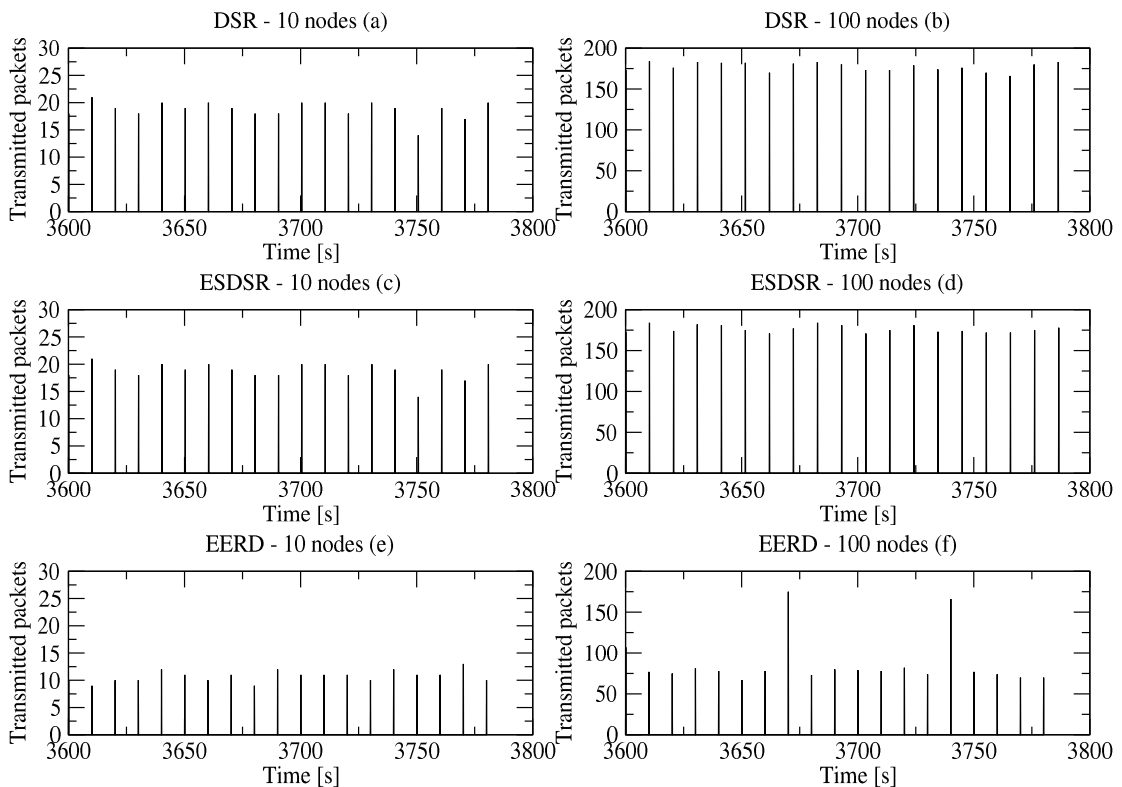 DSR - 10 nodes (a)
Transmitted packets
30
25
20
15
10
5
0
3600 3650 3700 3750 3800
Time [s]
DSR - 100 nodes (b)
Transmitted packets
200
150
100
50
0
3600 3650 3700 3750 3800
Time [s]
ESDSR - 10 nodes (c)
Transmitted packets
30
25
20
15
10
5
0
3600 3650 3700 3750 3800
Time [s]
ESDSR - 100 nodes (d)
Transmitted packets
200
150
100
50
0
3600 3650 3700 3750 3800
Time [s]
EERD - 10 nodes (e)
Transmitted packets
30
25
20
15
10
5
0
3600 3650 3700 3750 3800
Time [s]
EERD - 100 nodes (f)
Transmitted packets
200
150
100
50
0
3600 3650 3700 3750 3800
Time [s]